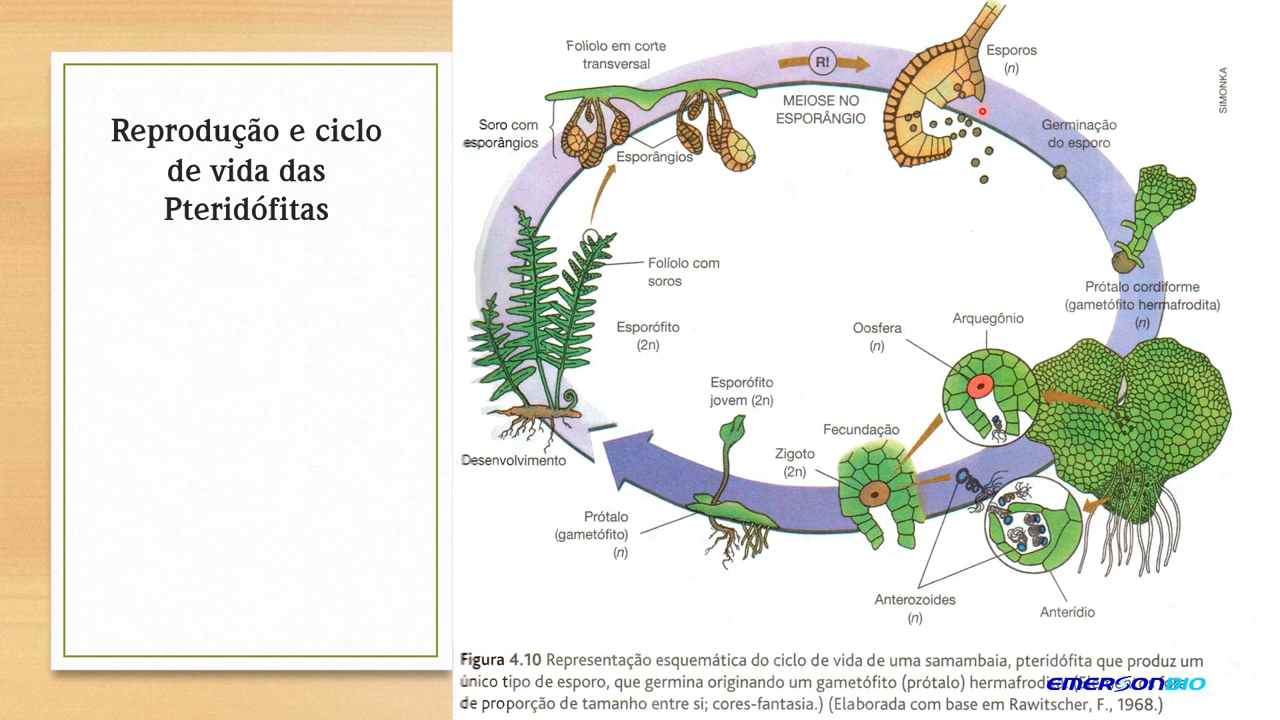 Reprodução e ciclo
de vida das
Pteridófitas
Folíolo em corte
transversal
R!
MEIOSE NO
ESPORÂNGIO
Esporos
(n)
SIMONKA
Soro com
esporângios
Esporângios
Germinação
do esporo
Folíolo com
soros
Prótalo cordiforme
(gametófito hermafrodita)
(n)
Esporófito
(2n)
Oosfera
(n)
Arquegônio
Esporófito
jovem (2n)
Fecundação
Zigoto
(2n)
Desenvolvimento
Prótalo
(gametófito)
(n)
Anterozoides
(n)
Anterídio
Figura 4.10 Representação esquemática do ciclo de vida de uma samambaia, pteridófita que produz um
único tipo de esporo, que germina originando um gametófito (prótalo) hermafrodita
EMERSONBIO
de proporção de tamanho entre si; cores-fantasia.) (Elaborada com base em Rawitscher, F., 1968.)